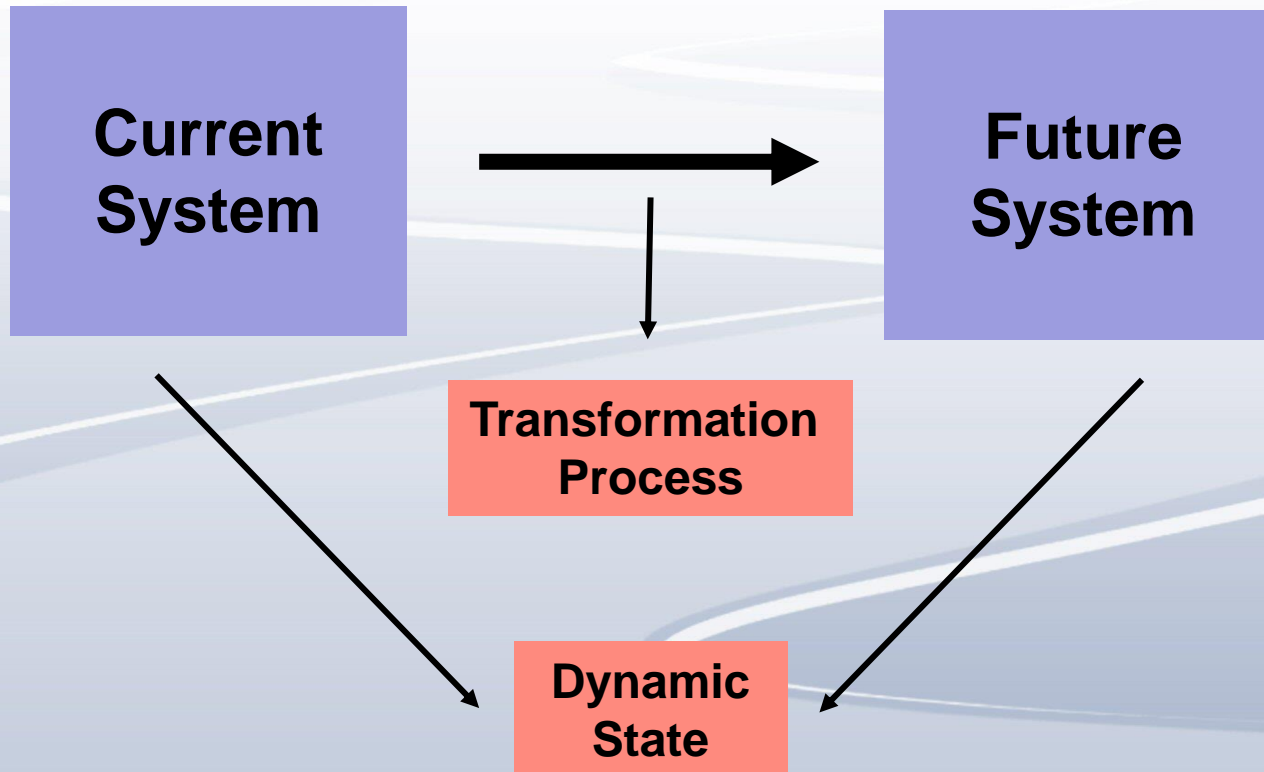 Current
System
Future
System
Transformation
Process
Dynamic
State